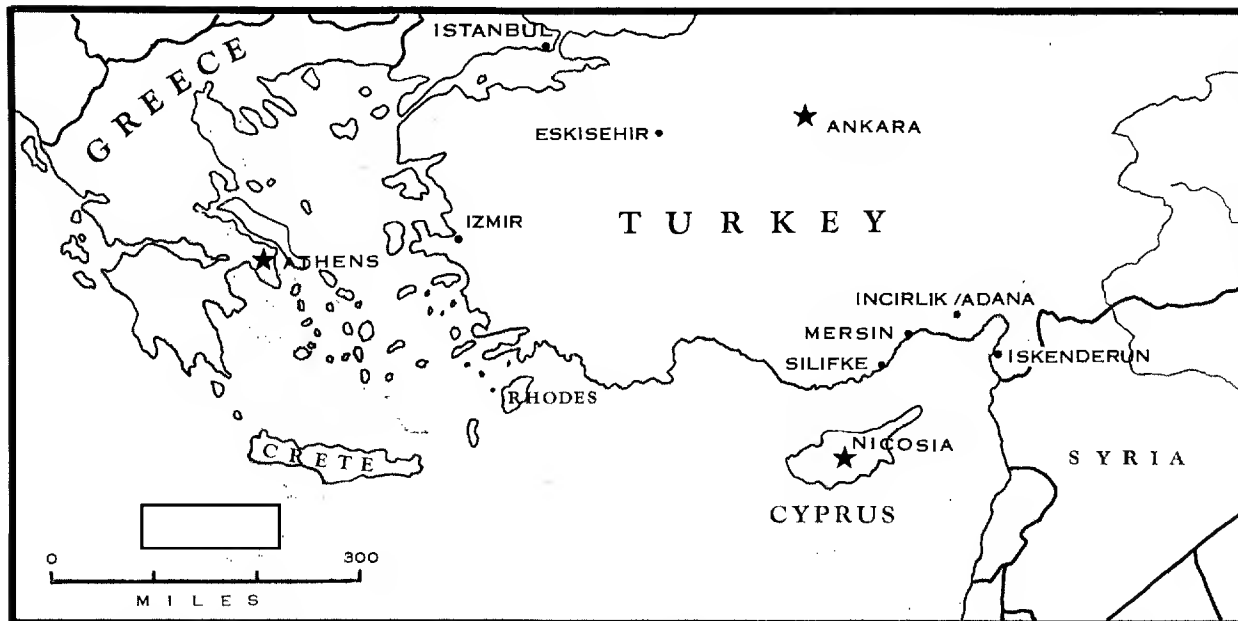 ISTANBUL
GREECE
ESKISEHIR
ANKARA
TURKEY
IZMIR
ATHENS
INCIRLIK/ADANA
MERSIN
SILIFKE
ISKENDERUN
RHODES
NICOSIA
CRETE
SYRIA
CYPRUS
0 300
MILES